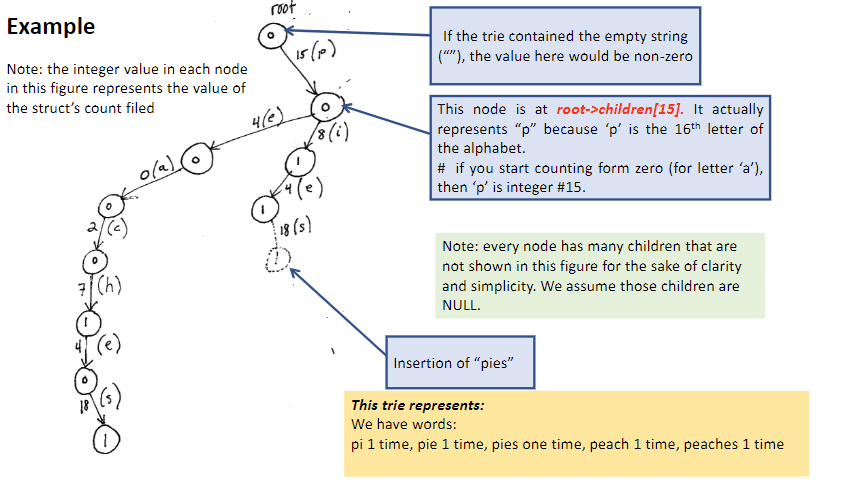 Example
Note: the integer value in each node
in this figure represents the value of
the struct's count filed
root
0
15 (p)
If the trie contained the empty string
(“”), the value here would be non-zero
0
This node is at root->children[15]. It actually
represents “p” because ‘p’ is the 16th letter of
the alphabet.
# if you start counting form zero (for letter ‘a’),
then ‘p’ is integer #15.
4(e)
8(i)
0
1
0(a)
4(e)
0
1
2 (c)
18(s)
0
1
7 (h)
1
4 (e)
0
18 (s)
1
Note: every node has many children that are
not shown in this figure for the sake of clarity
and simplicity. We assume those children are
NULL.
Insertion of “pies”
This trie represents:
We have words:
pi 1 time, pie 1 time, pies one time, peach 1 time, peaches 1 time